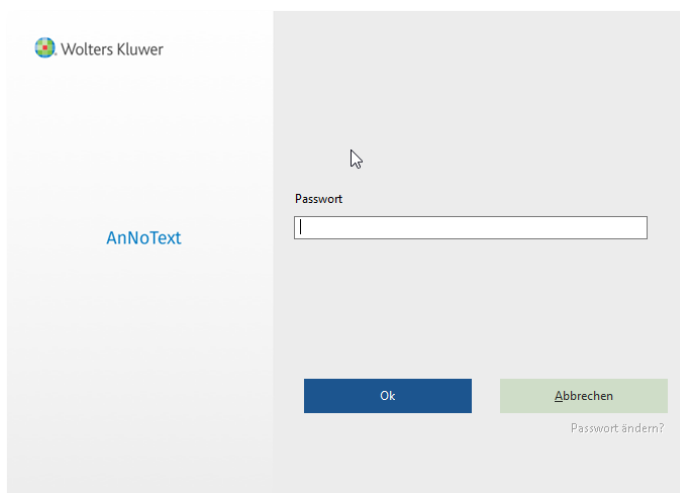 Wolters Kluwer
Passwort
AnNoText
Ok
Abbrechen
Passwort ändern?